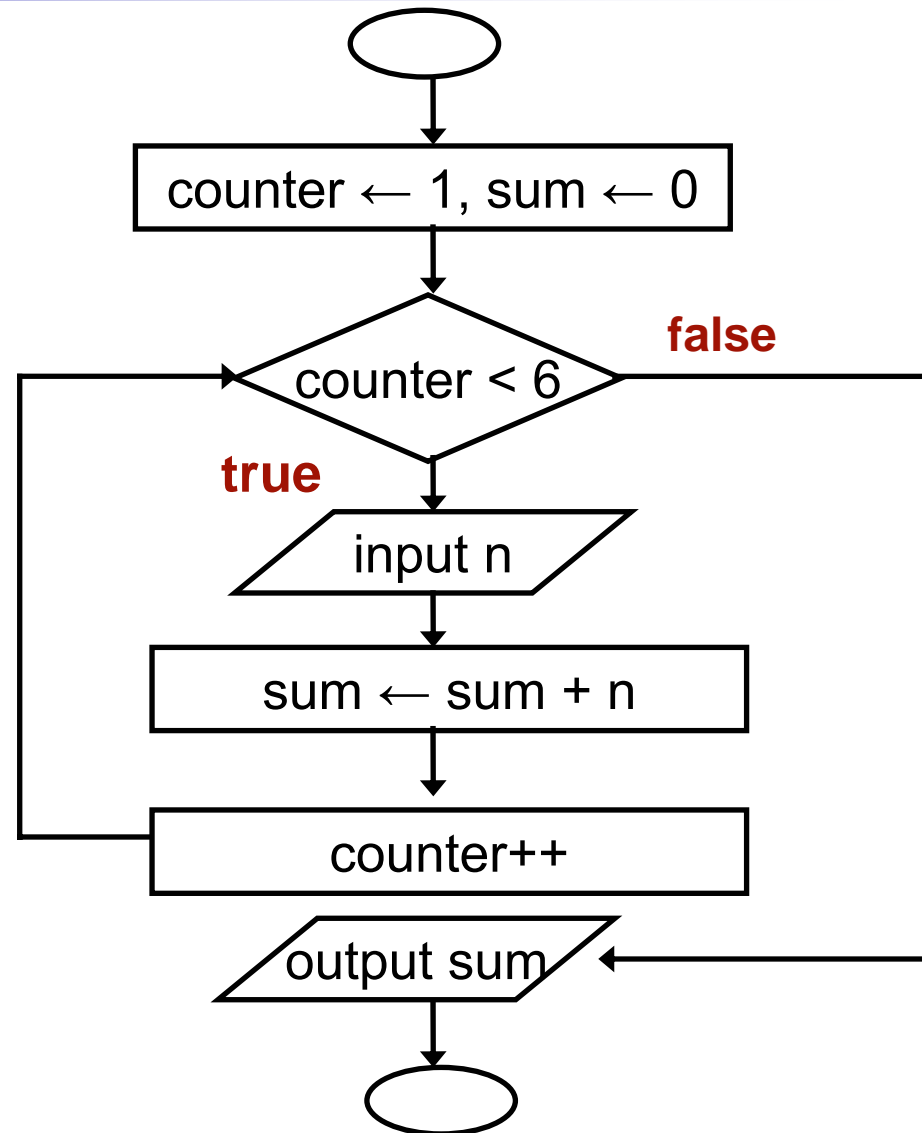 counter ← 1, sum ← 0
false
counter < 6
true
input n
sum ← sum + n
counter++
output sum